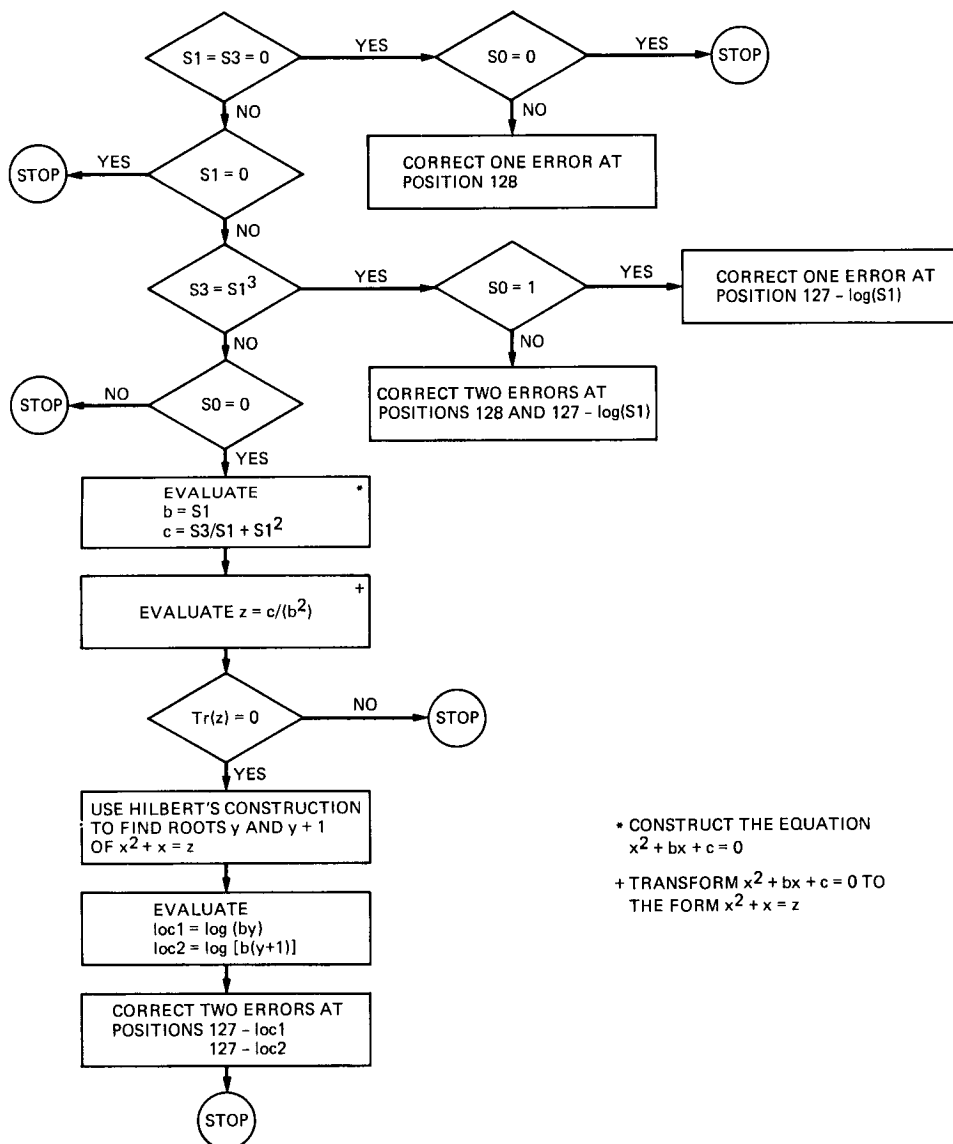 S1 = S3 = 0
YES
S0 = 0
YES
STOP
NO
NO
CORRECT ONE ERROR AT
POSITION 128
STOP
YES
S1 = 0
NO
S3 = S1³
YES
S0 = 1
YES
CORRECT ONE ERROR AT
POSITION 127 – log(S1)
NO
NO
CORRECT TWO ERRORS AT
POSITIONS 128 AND 127 – log(S1)
STOP
NO
S0 = 0
YES
EVALUATE *
b = S1
c = S3/S1 + S1²
+
EVALUATE z = c/(b²)
Tr(z) = 0
NO
STOP
YES
USE HILBERT'S CONSTRUCTION
TO FIND ROOTS y AND y + 1
OF x² + x = z
* CONSTRUCT THE EQUATION
x² + bx + c = 0
+ TRANSFORM x² + bx + c = 0 TO
THE FORM x² + x = z
EVALUATE
loc1 = log (by)
loc2 = log [b(y+1)]
CORRECT TWO ERRORS AT
POSITIONS 127 – loc1
127 – loc2
STOP